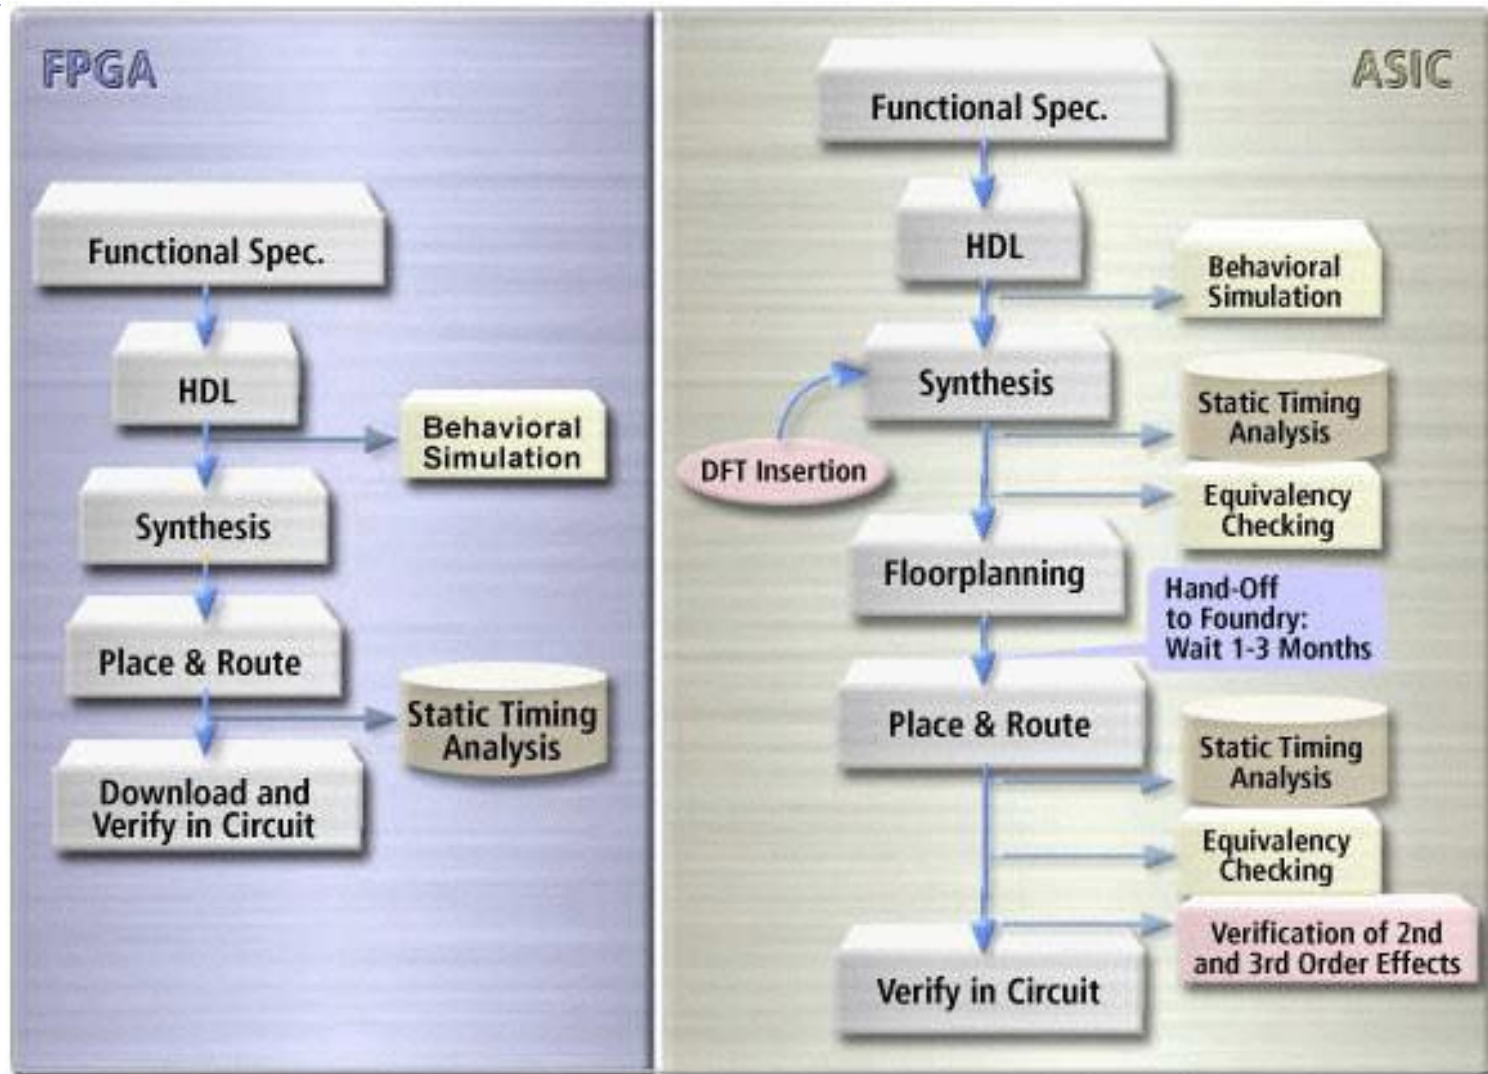 FPGA
Functional Spec.
HDL
Behavioral
Simulation
Synthesis
Place & Route
Static Timing
Analysis
Download and
Verify in Circuit
ASIC
Functional Spec.
HDL
Behavioral
Simulation
Synthesis
DFT Insertion
Static Timing
Analysis
Equivalency
Checking
Floorplanning
Hand-Off
to Foundry:
Wait 1-3 Months
Place & Route
Static Timing
Analysis
Equivalency
Checking
Verification of 2nd
and 3rd Order Effects
Verify in Circuit